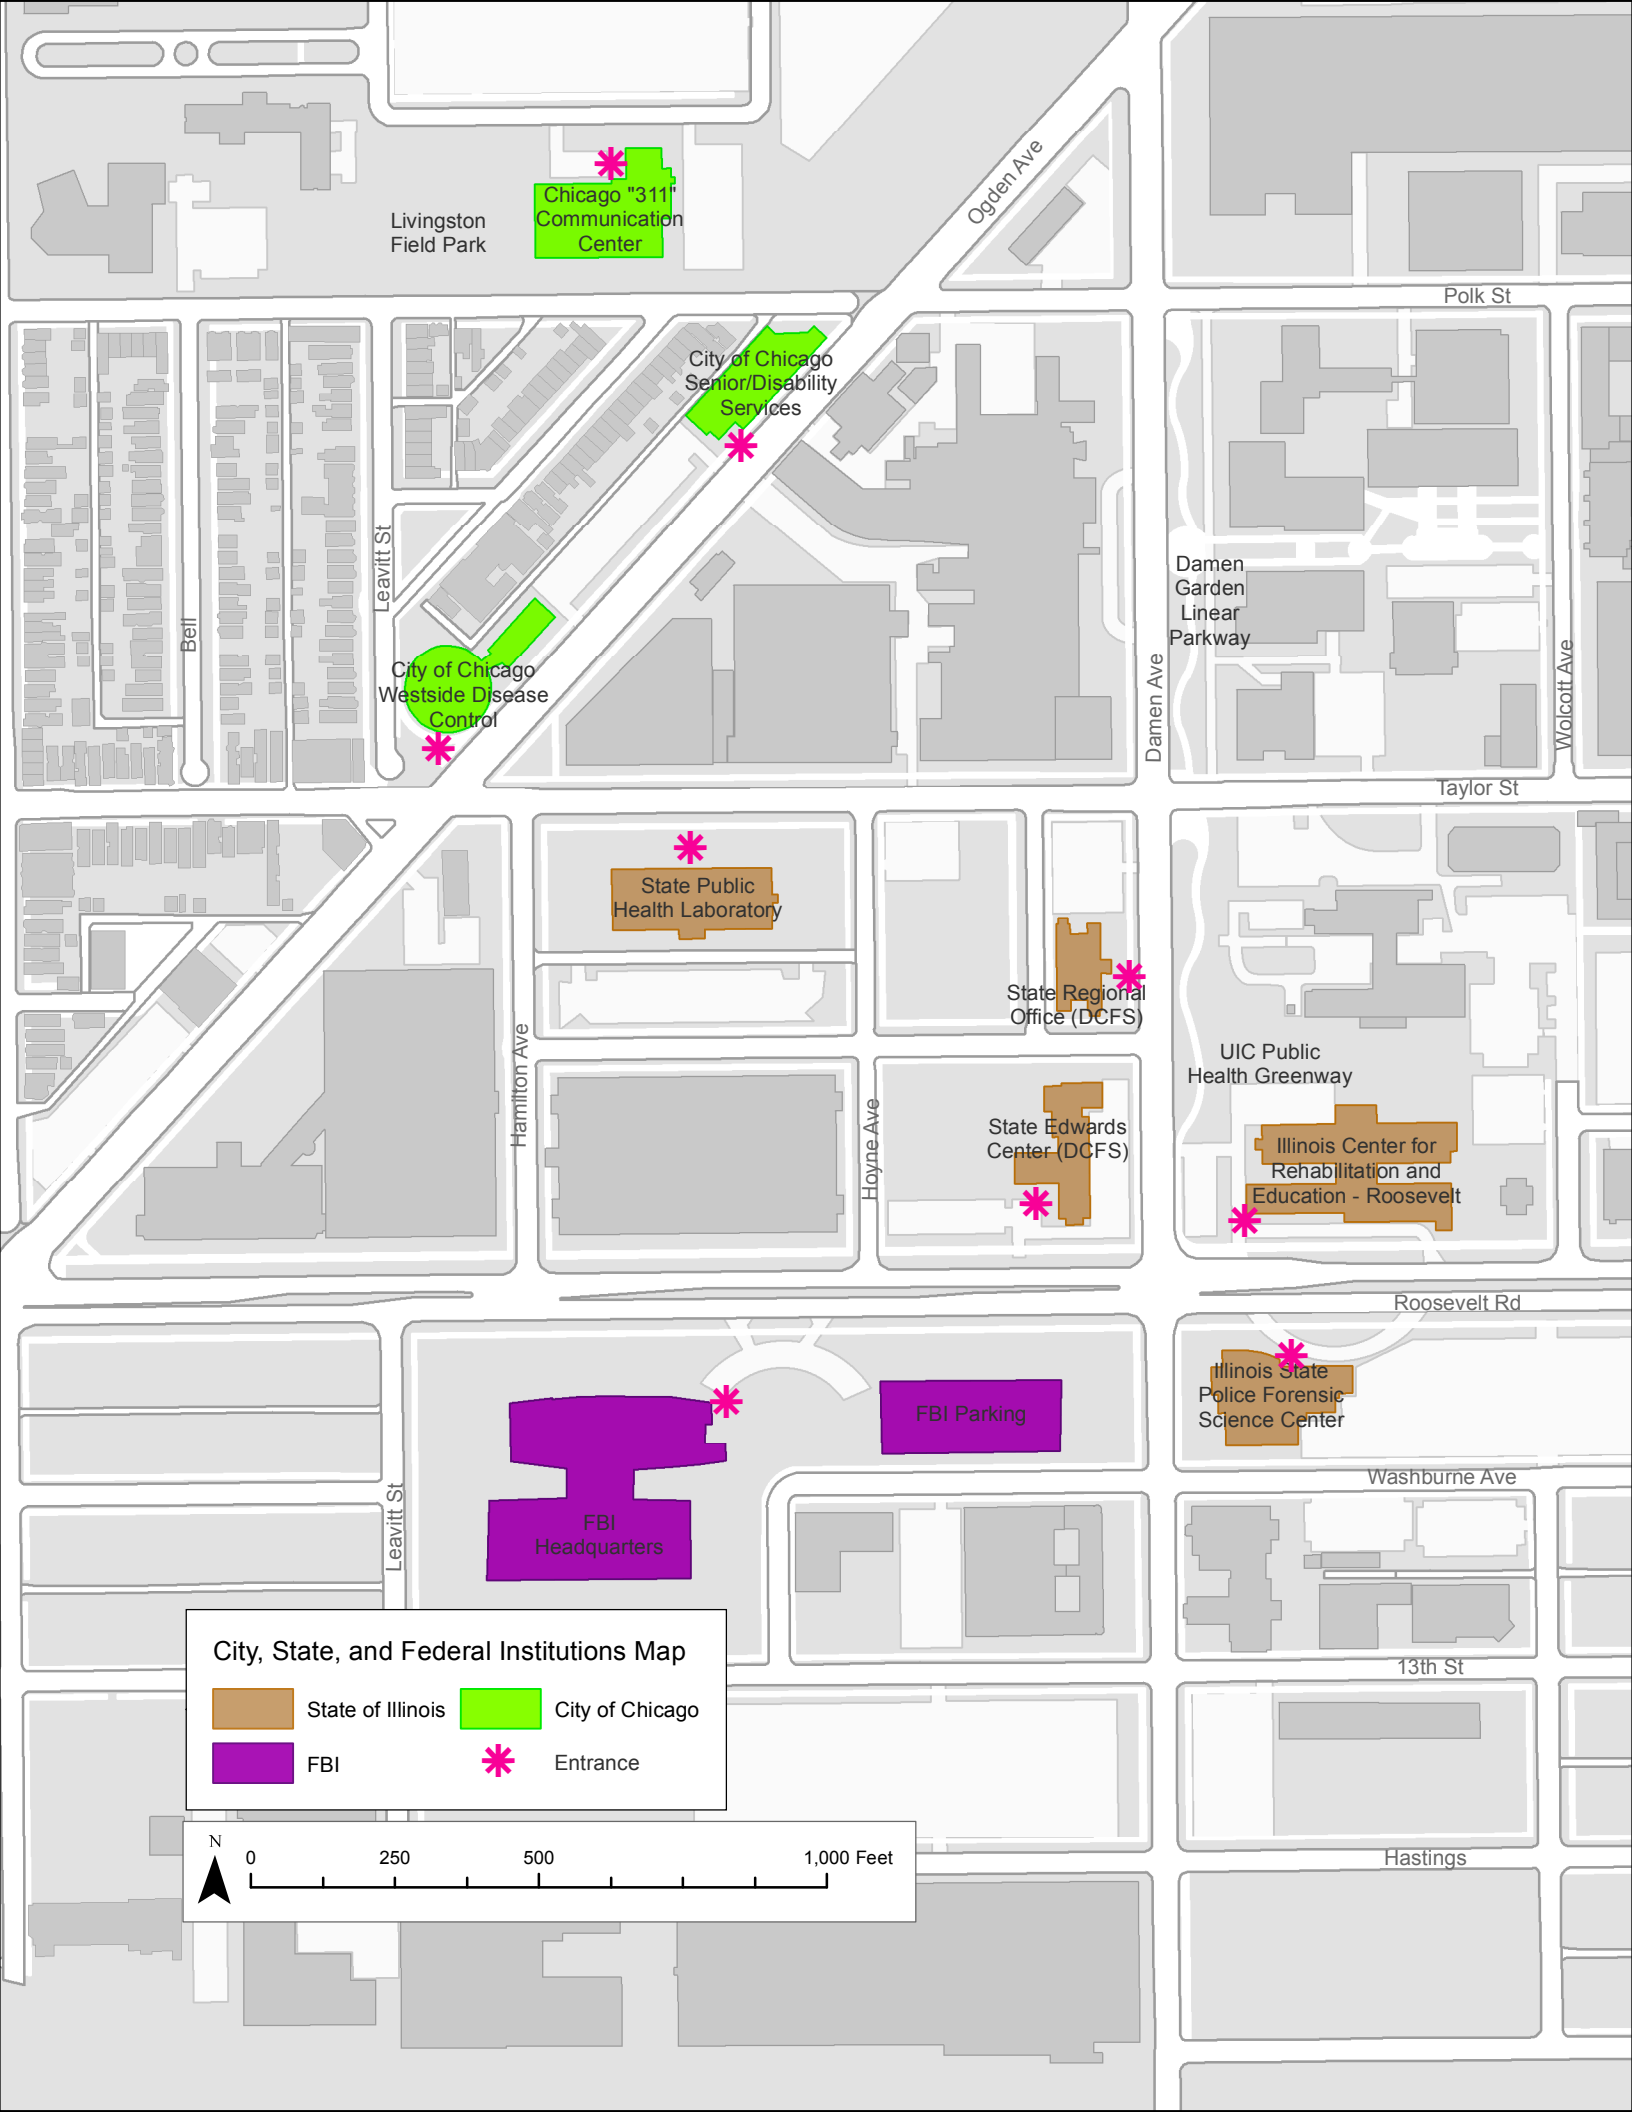 Ogden Ave
Chicago "311"
Communication
Center
Livingston
Field Park
Polk St
City of Chicago
Senior/Disability
Services
Leavitt St
Bell
Damen
Garden
Linear
Parkway
Damen Ave
Wolcott Ave
City of Chicago
Westside Disease
Control
Taylor St
State Public
Health Laboratory
State Regional
Office (DCFS)
UIC Public
Health Greenway
Hamilton Ave
Hoyne Ave
State Edwards
Center (DCFS)
Illinois Center for
Rehabilitation and
Education - Roosevelt
Roosevelt Rd
Illinois State
Police Forensic
Science Center
FBI Parking
Washburne Ave
Leavitt St
FBI
Headquarters
13th St
City, State, and Federal Institutions Map
State of Illinois
City of Chicago
FBI
Entrance
Hastings
N
0 250 500 1,000 Feet